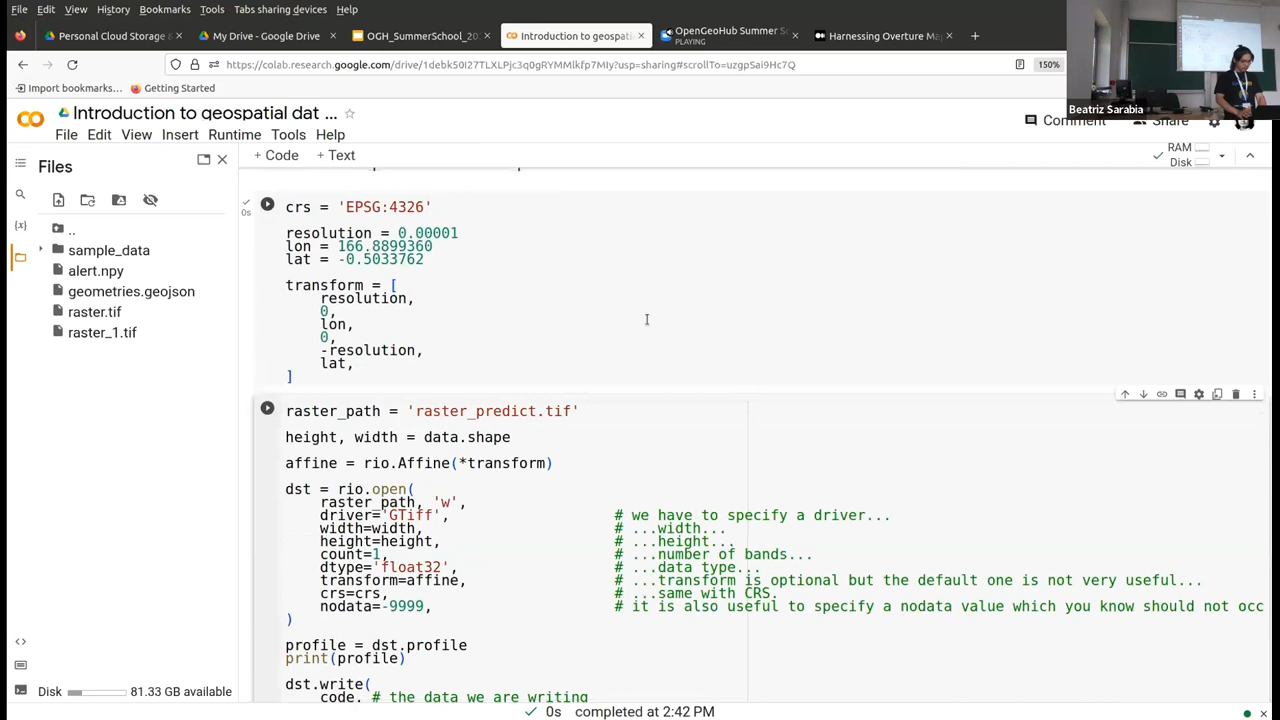 File Edit View History Bookmarks Tools Tabs sharing devices Help
Personal Cloud Storage & My Drive - Google Drive OGH_SummerSchool_20 Introduction to geospati OpenGeoHub Summer S Harnessing Overture Ma
PLAYING
https://colab.research.google.com/drive/1debk50I27TLXLPjc3q0gRYMMlkfp7MIy?usp=sharing#scrollTo=uzgpSai9Hc7Q 150%
Import bookmarks... Getting Started
Beatriz Sarabia
Introduction to geospatial dat ...
File Edit View Insert Runtime Tools Help
Comment Share
Files
+ Code + Text
RAM
Disk
..
sample_data
alert.npy
geometries.geojson
raster.tif
raster_1.tif
0s
crs = 'EPSG:4326'
resolution = 0.00001
lon = 166.8899360
lat = -0.5033762
transform = [
resolution,
0,
lon,
0,
-resolution,
lat,
]
raster_path = 'raster_predict.tif'
height, width = data.shape
affine = rio.Affine(*transform)
dst = rio.open(
raster_path, 'w',
driver='GTiff', # we have to specify a driver...
width=width, # ...width...
height=height, # ...height...
count=1, # ...number of bands...
dtype='float32', # ...data type...
transform=affine, # ...transform is optional but the default one is not very useful...
crs=crs, # ...same with CRS.
nodata=-9999, # it is also useful to specify a nodata value which you know should not occ
)
profile = dst.profile
print(profile)
dst.write(
code, # the data we are writing
Disk 81.33 GB available
0s completed at 2:42 PM